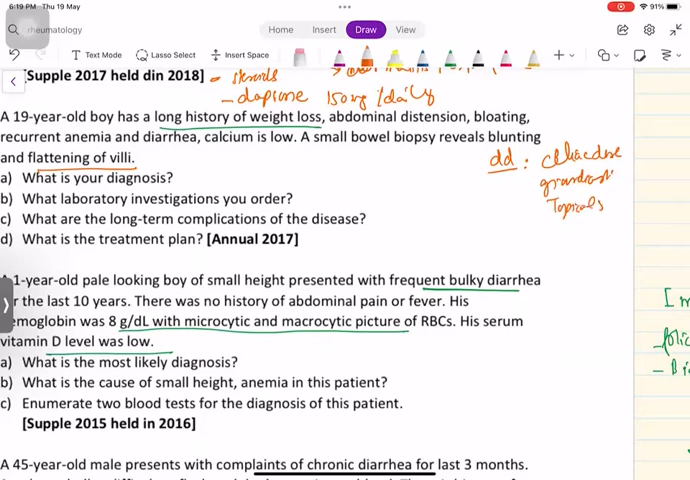 6:19 PM Thu 19 May
91%
rheumatology
Home Insert Draw View
Text Mode Lasso Select Insert Space
[Supple 2017 held din 2018] - steroids
- dapsone 150mg /daily
A 19-year-old boy has a long history of weight loss, abdominal distension, bloating,
recurrent anemia and diarrhea, calcium is low. A small bowel biopsy reveals blunting
and flattening of villi.
dd :
a) What is your diagnosis?
b) What laboratory investigations you order?
c) What are the long-term complications of the disease?
d) What is the treatment plan? [Annual 2017]
1-year-old pale looking boy of small height presented with frequent bulky diarrhea
r the last 10 years. There was no history of abdominal pain or fever. His
emoglobin was 8 g/dL with microcytic and macrocytic picture of RBCs. His serum
vitamin D level was low.
a) What is the most likely diagnosis?
b) What is the cause of small height, anemia in this patient?
c) Enumerate two blood tests for the diagnosis of this patient.
[Supple 2015 held in 2016]
A 45-year-old male presents with complaints of chronic diarrhea for last 3 months.